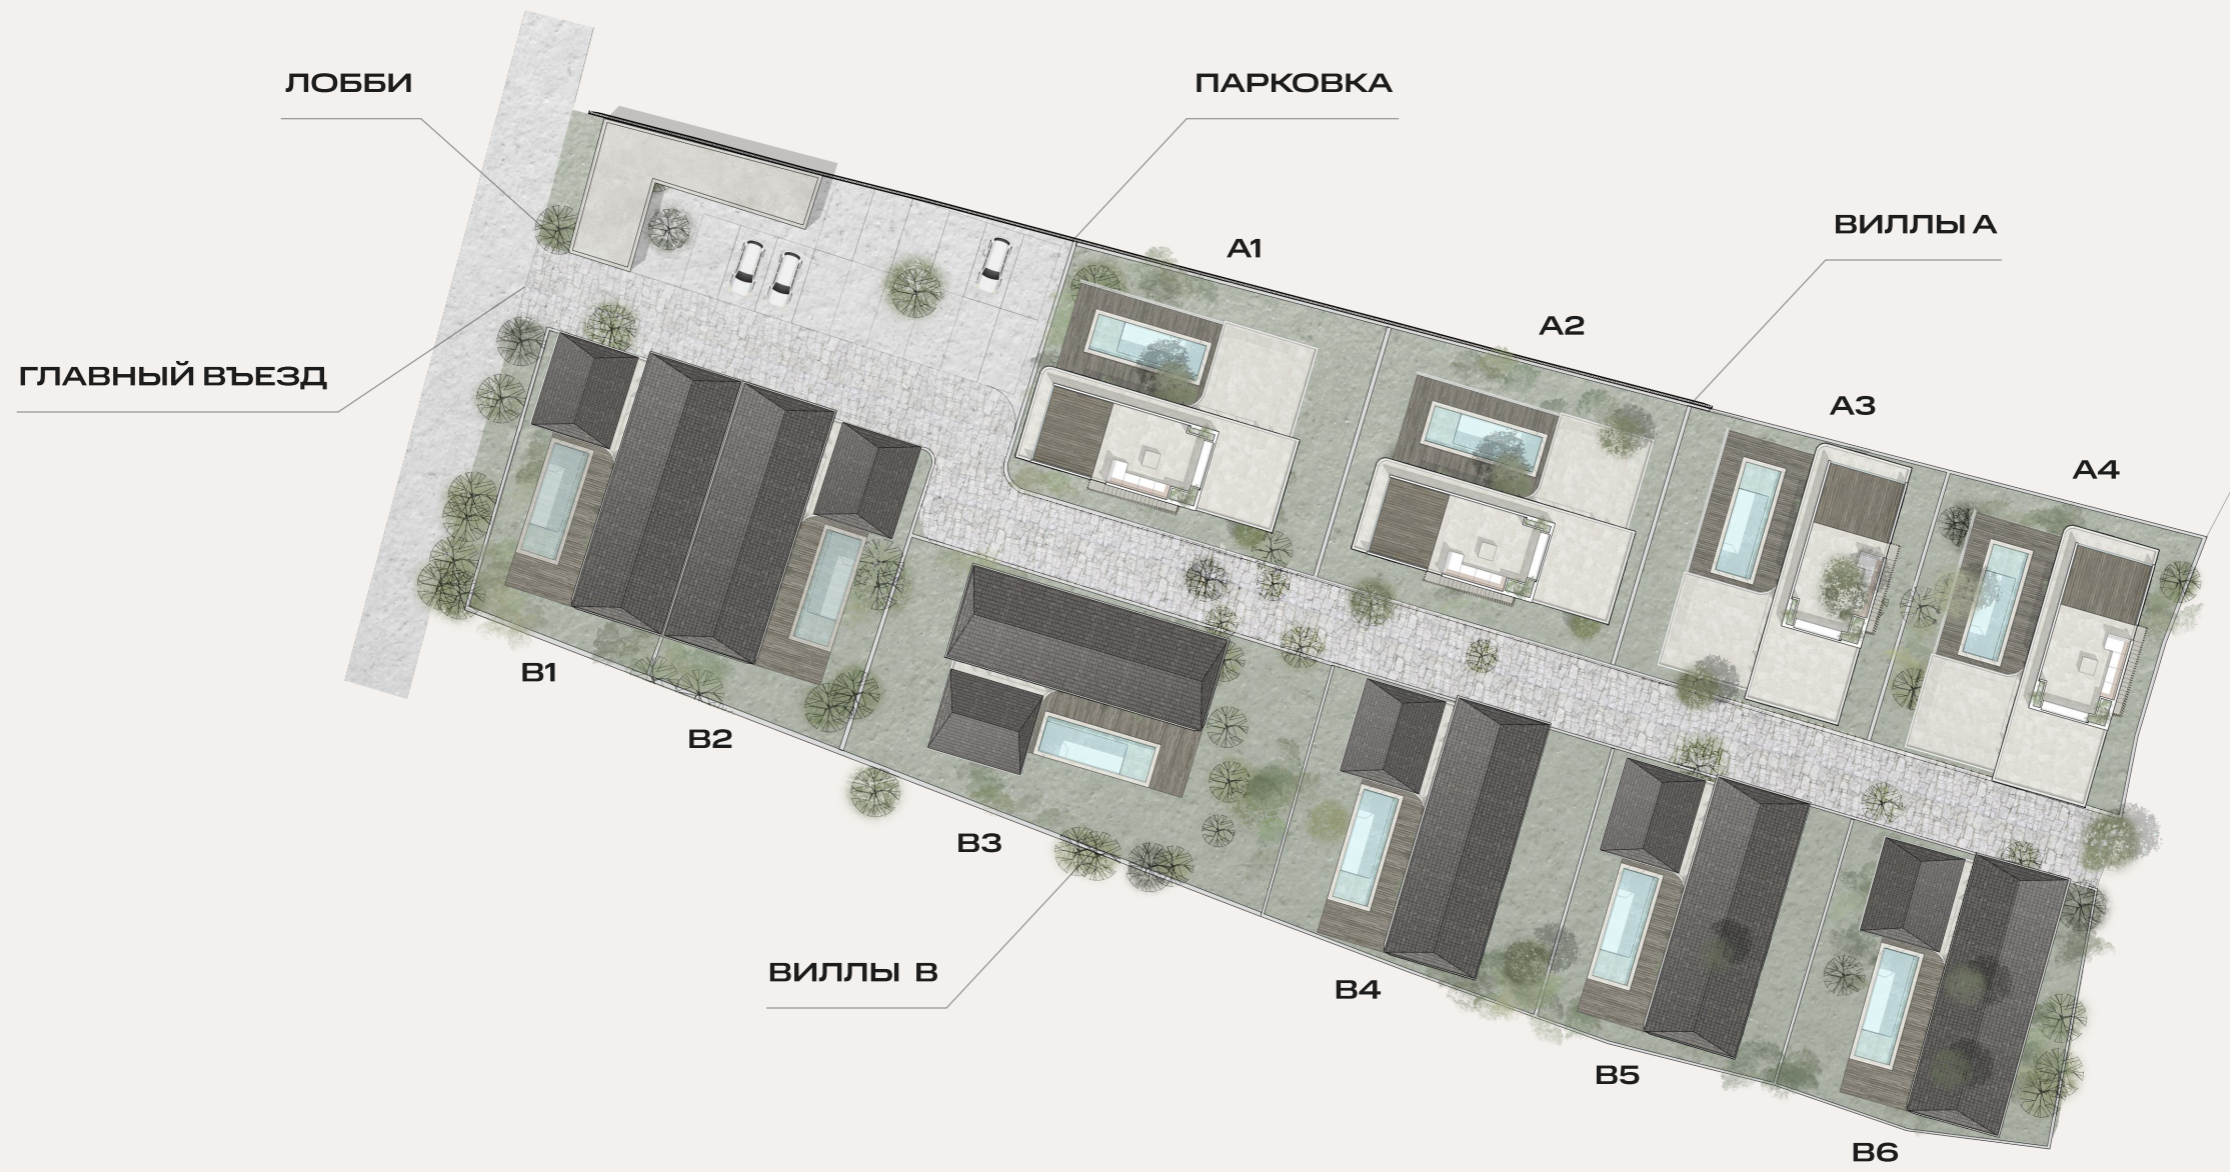 ЛОББИ
ПАРКОВКА
ВИЛЛЫ А
A1
A2
ГЛАВНЫЙ ВЪЕЗД
A3
A4
B1
B2
B3
ВИЛЛЫ В
B4
B5
B6